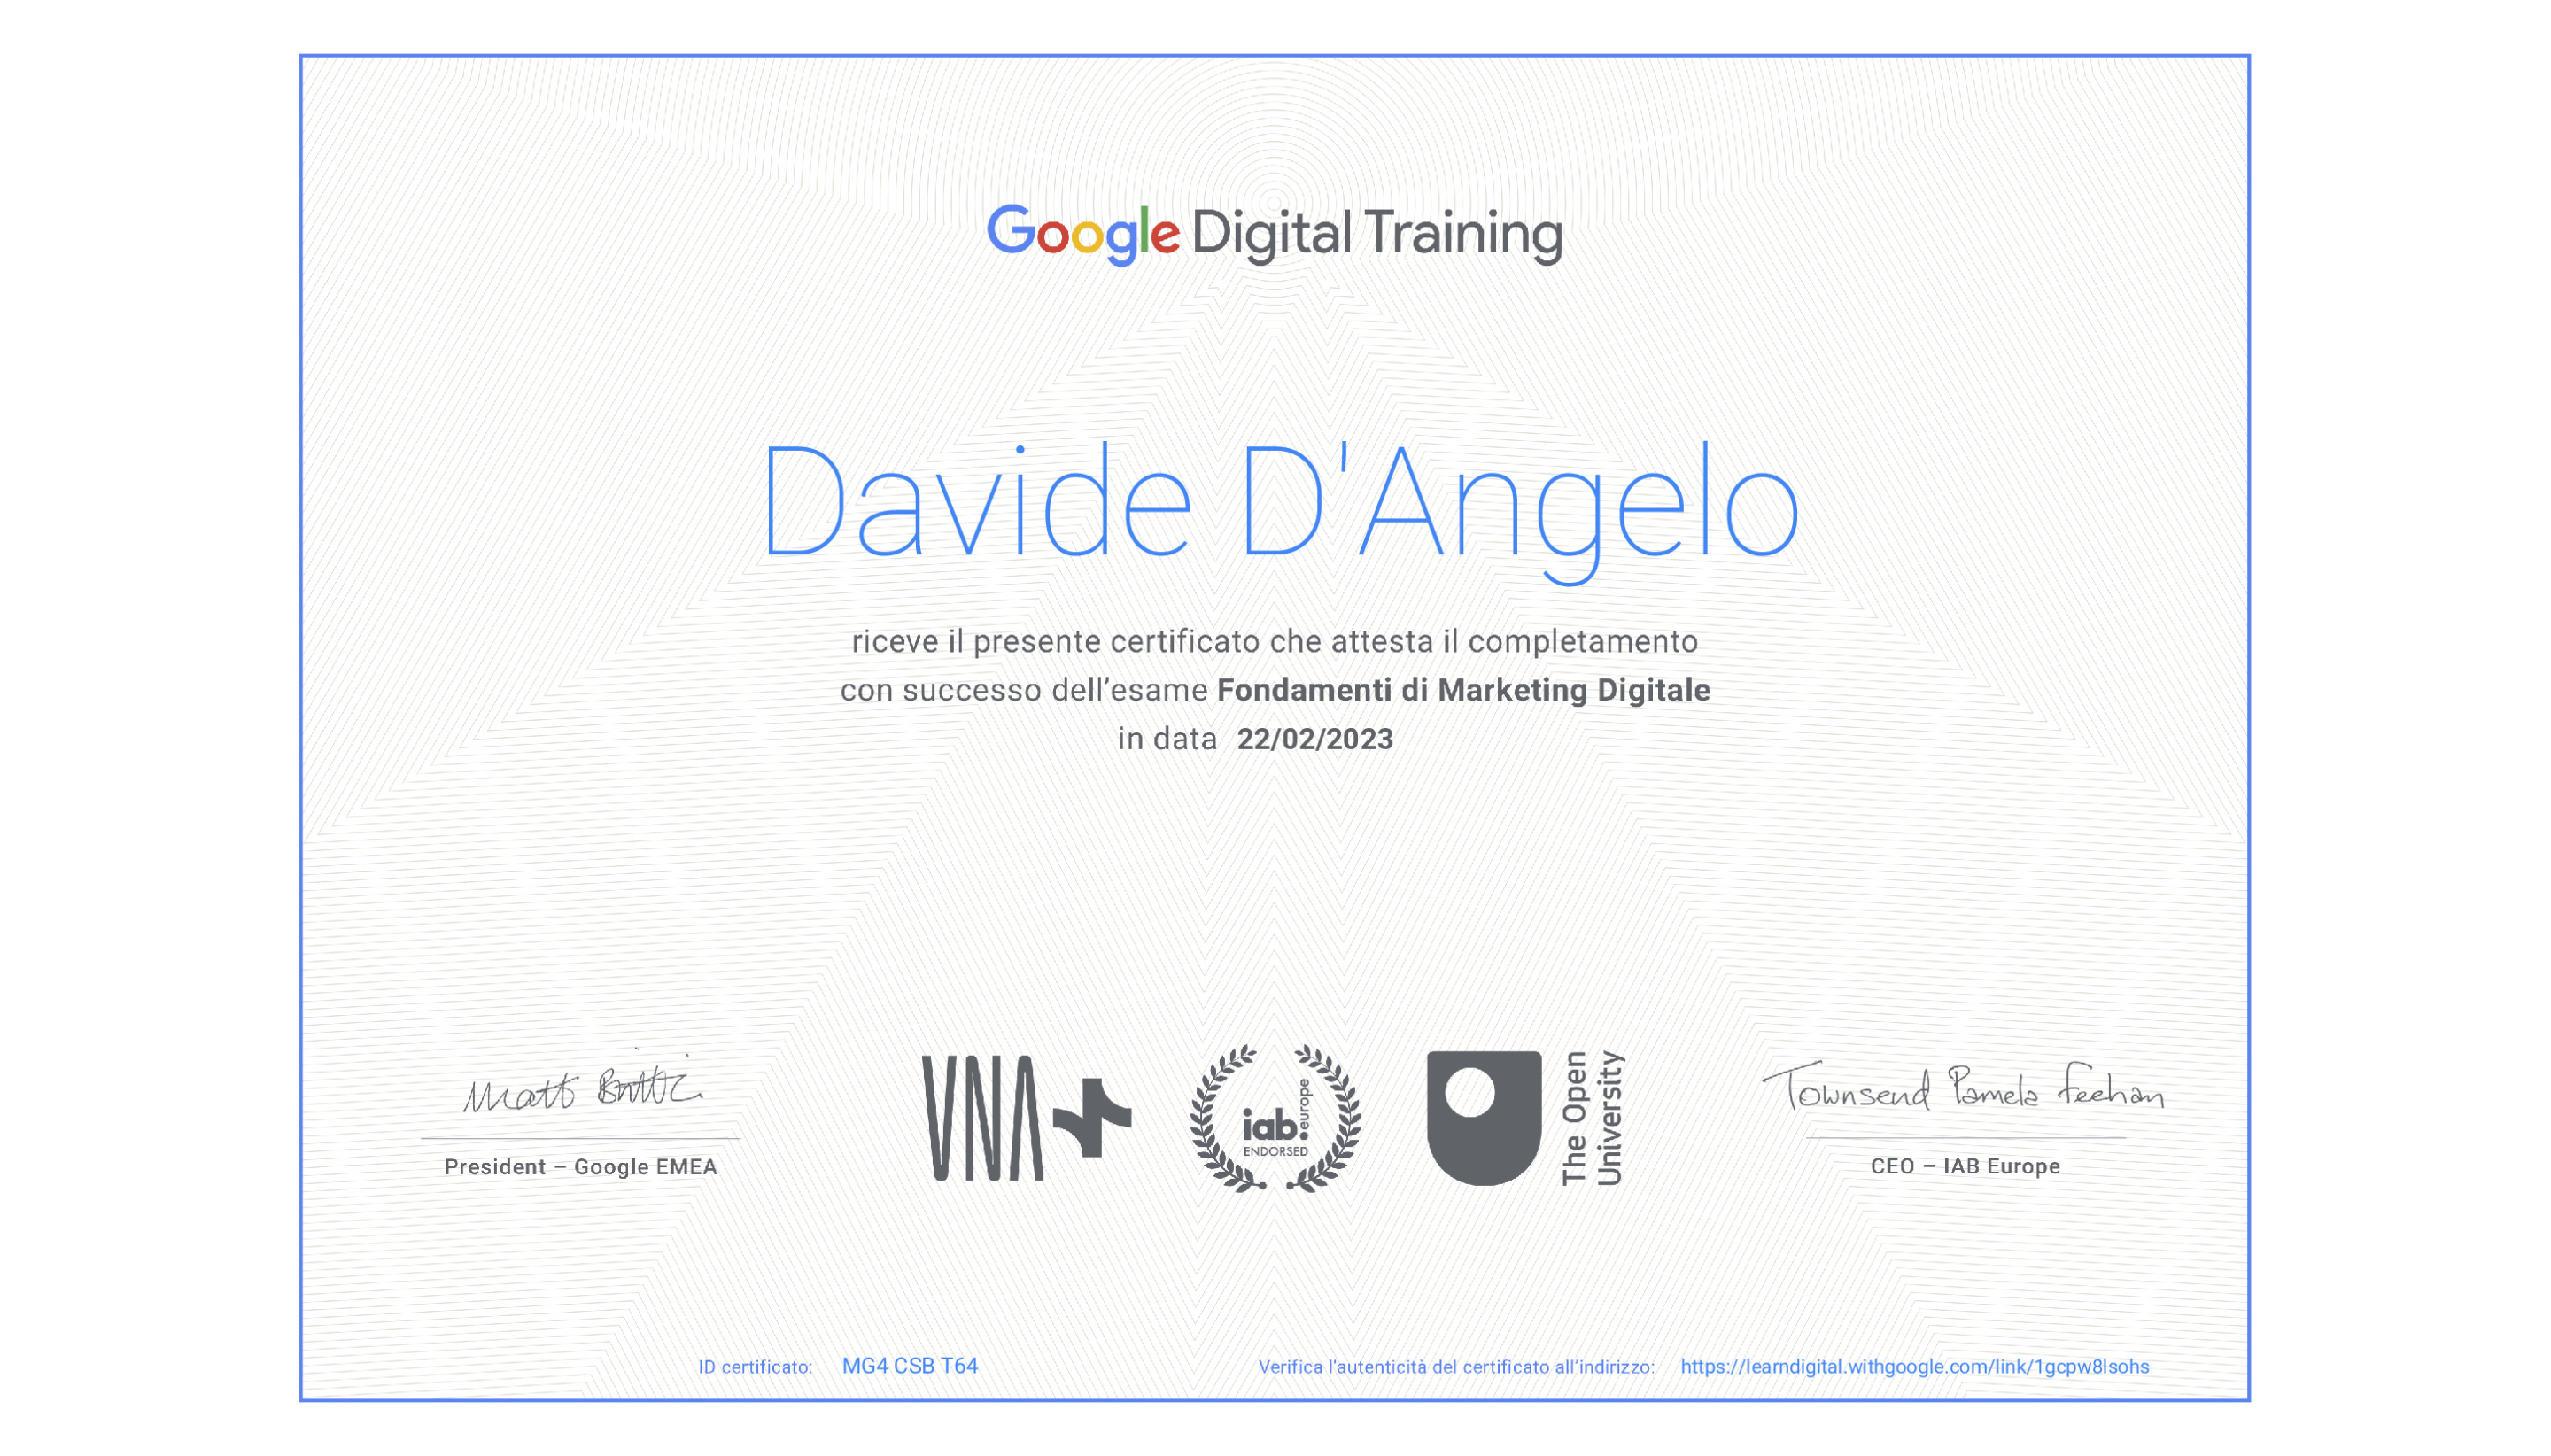 Google Digital Training
Davide D'Angelo
riceve il presente certificato che attesta il completamento
con successo dell’esame Fondamenti di Marketing Digitale
in data 22/02/2023
Matt Brittin
President – Google EMEA
VNA
iab.europe
ENDORSED
The Open
University
Townsend Pamela Feehan
CEO – IAB Europe
ID certificato: MG4 CSB T64
Verifica l'autenticità del certificato all’indirizzo: https://learndigital.withgoogle.com/link/1gcpw8lsohs